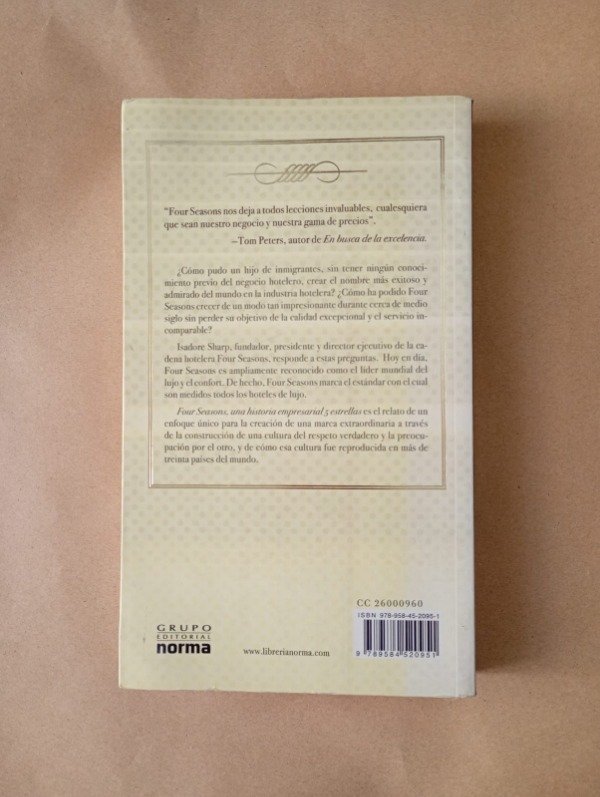 "Four Seasons nos deja a todos lecciones invaluables, cualesquiera
que sean nuestro negocio y nuestra gama de precios".
—Tom Peters, autor de En busca de la excelencia.
¿Cómo pudo un hijo de inmigrantes, sin tener ningún conoci-
miento previo del negocio hotelero, crear el nombre más exitoso y
admirado del mundo en la industria hotelera? ¿Cómo ha podido Four
Seasons crecer de un modo tan impresionante durante cerca de medio
siglo sin perder su objetivo de la calidad excepcional y el servicio in-
comparable?
Isadore Sharp, fundador, presidente y director ejecutivo de la ca-
dena hotelera Four Seasons, responde a estas preguntas. Hoy en día,
Four Seasons es ampliamente reconocido como el líder mundial del
lujo y el confort. De hecho, Four Seasons marca el estándar con el cual
son medidos todos los hoteles de lujo.
Four Seasons, una historia empresarial 5 estrellas es el relato de un
enfoque único para la creación de una marca extraordinaria a través
de la construcción de una cultura del respeto verdadero y la preocu-
pación por el otro, y de cómo esa cultura fue reproducida en más de
treinta países del mundo.
CC 26000960
ISBN 978-958-45-2095-1
9 789584 520951
GRUPO
EDITORIAL
norma
www.librerianorma.com